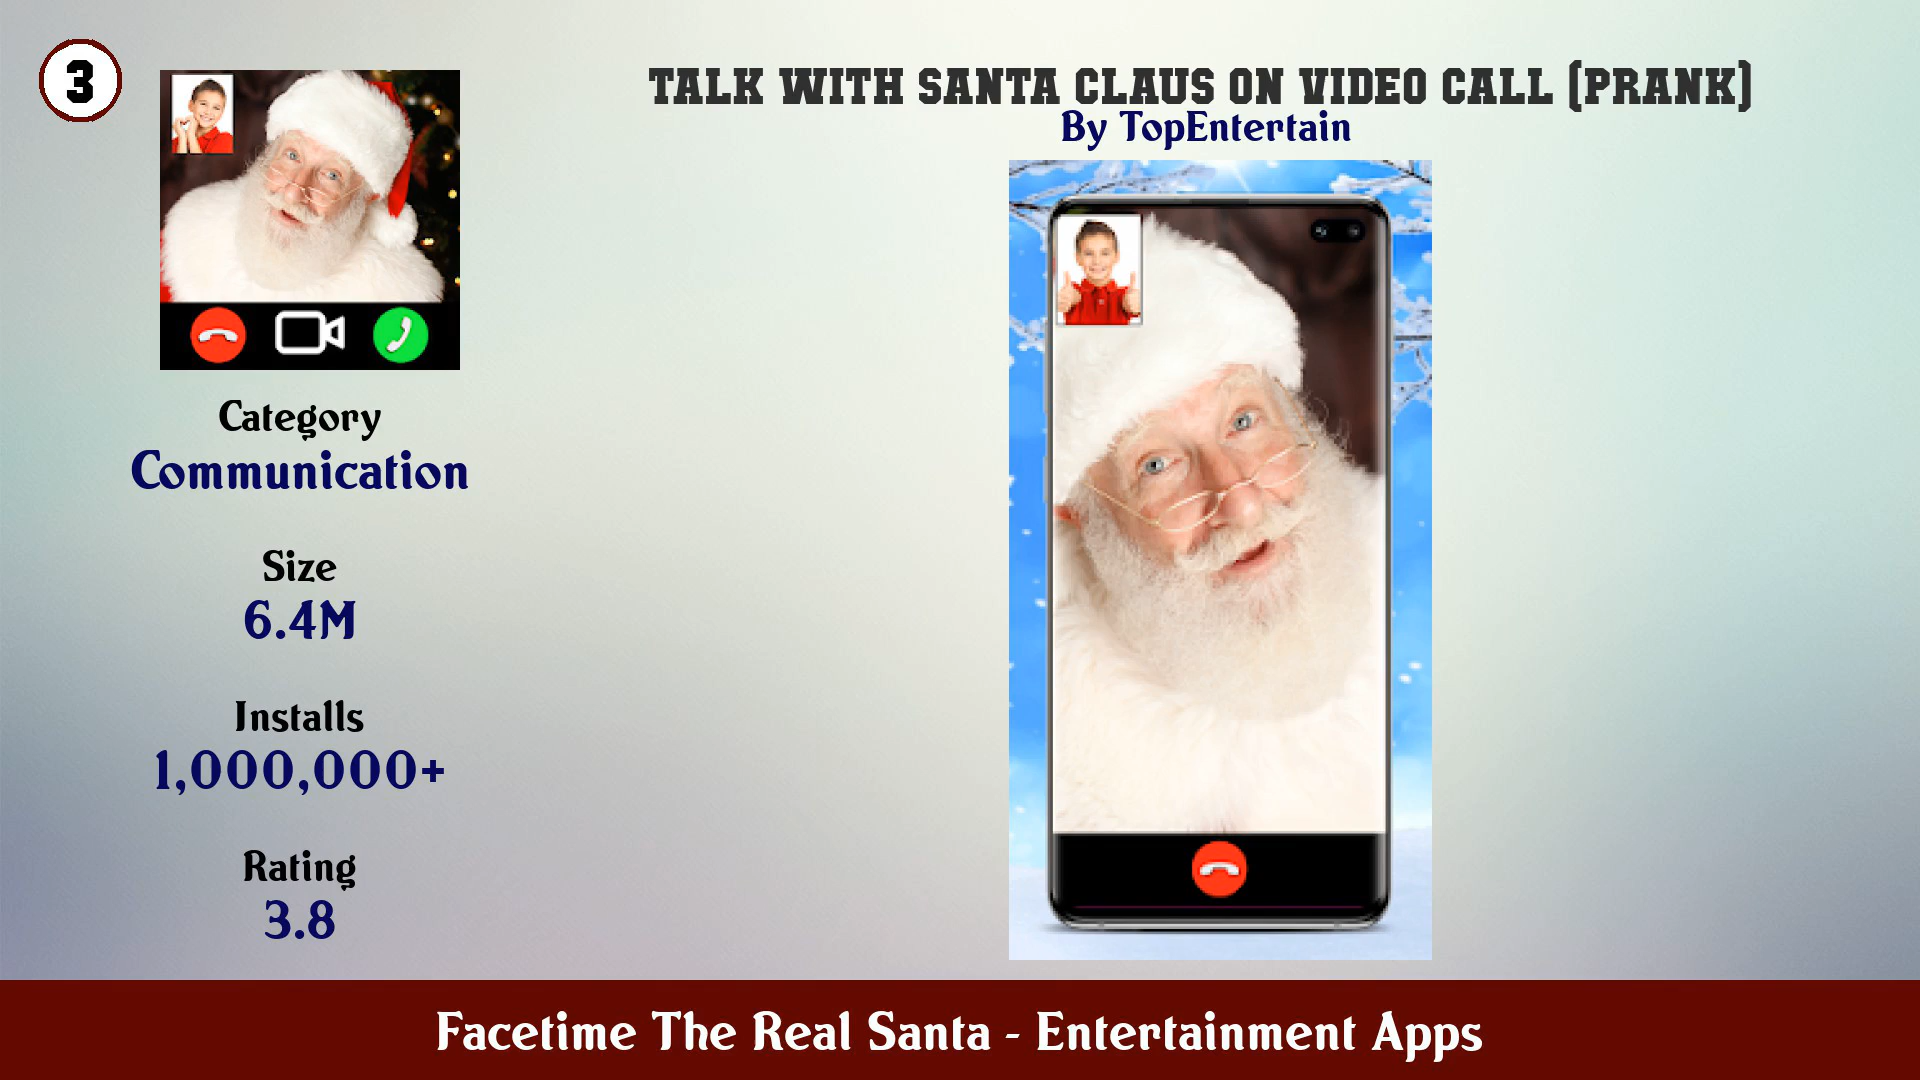 3
TALK WITH SANTA CLAUS ON VIDEO CALL (PRANK)
By TopEntertain
Category
Communication
Size
6.4M
Installs
1,000,000+
Rating
3.8
Facetime The Real Santa - Entertainment Apps